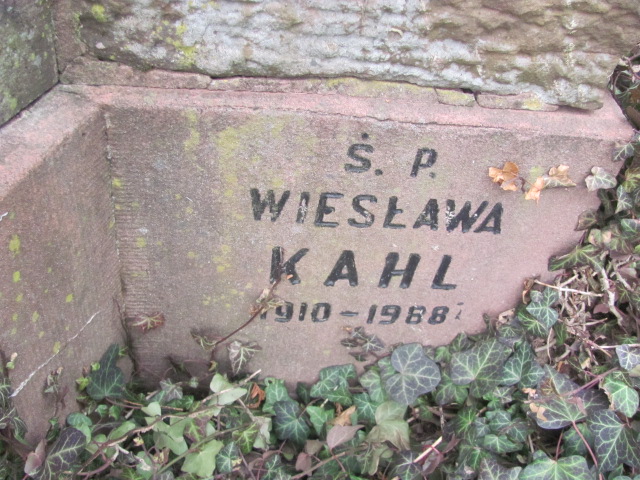 Ś. P.
WIESŁAWA
KAHL
1910-1988